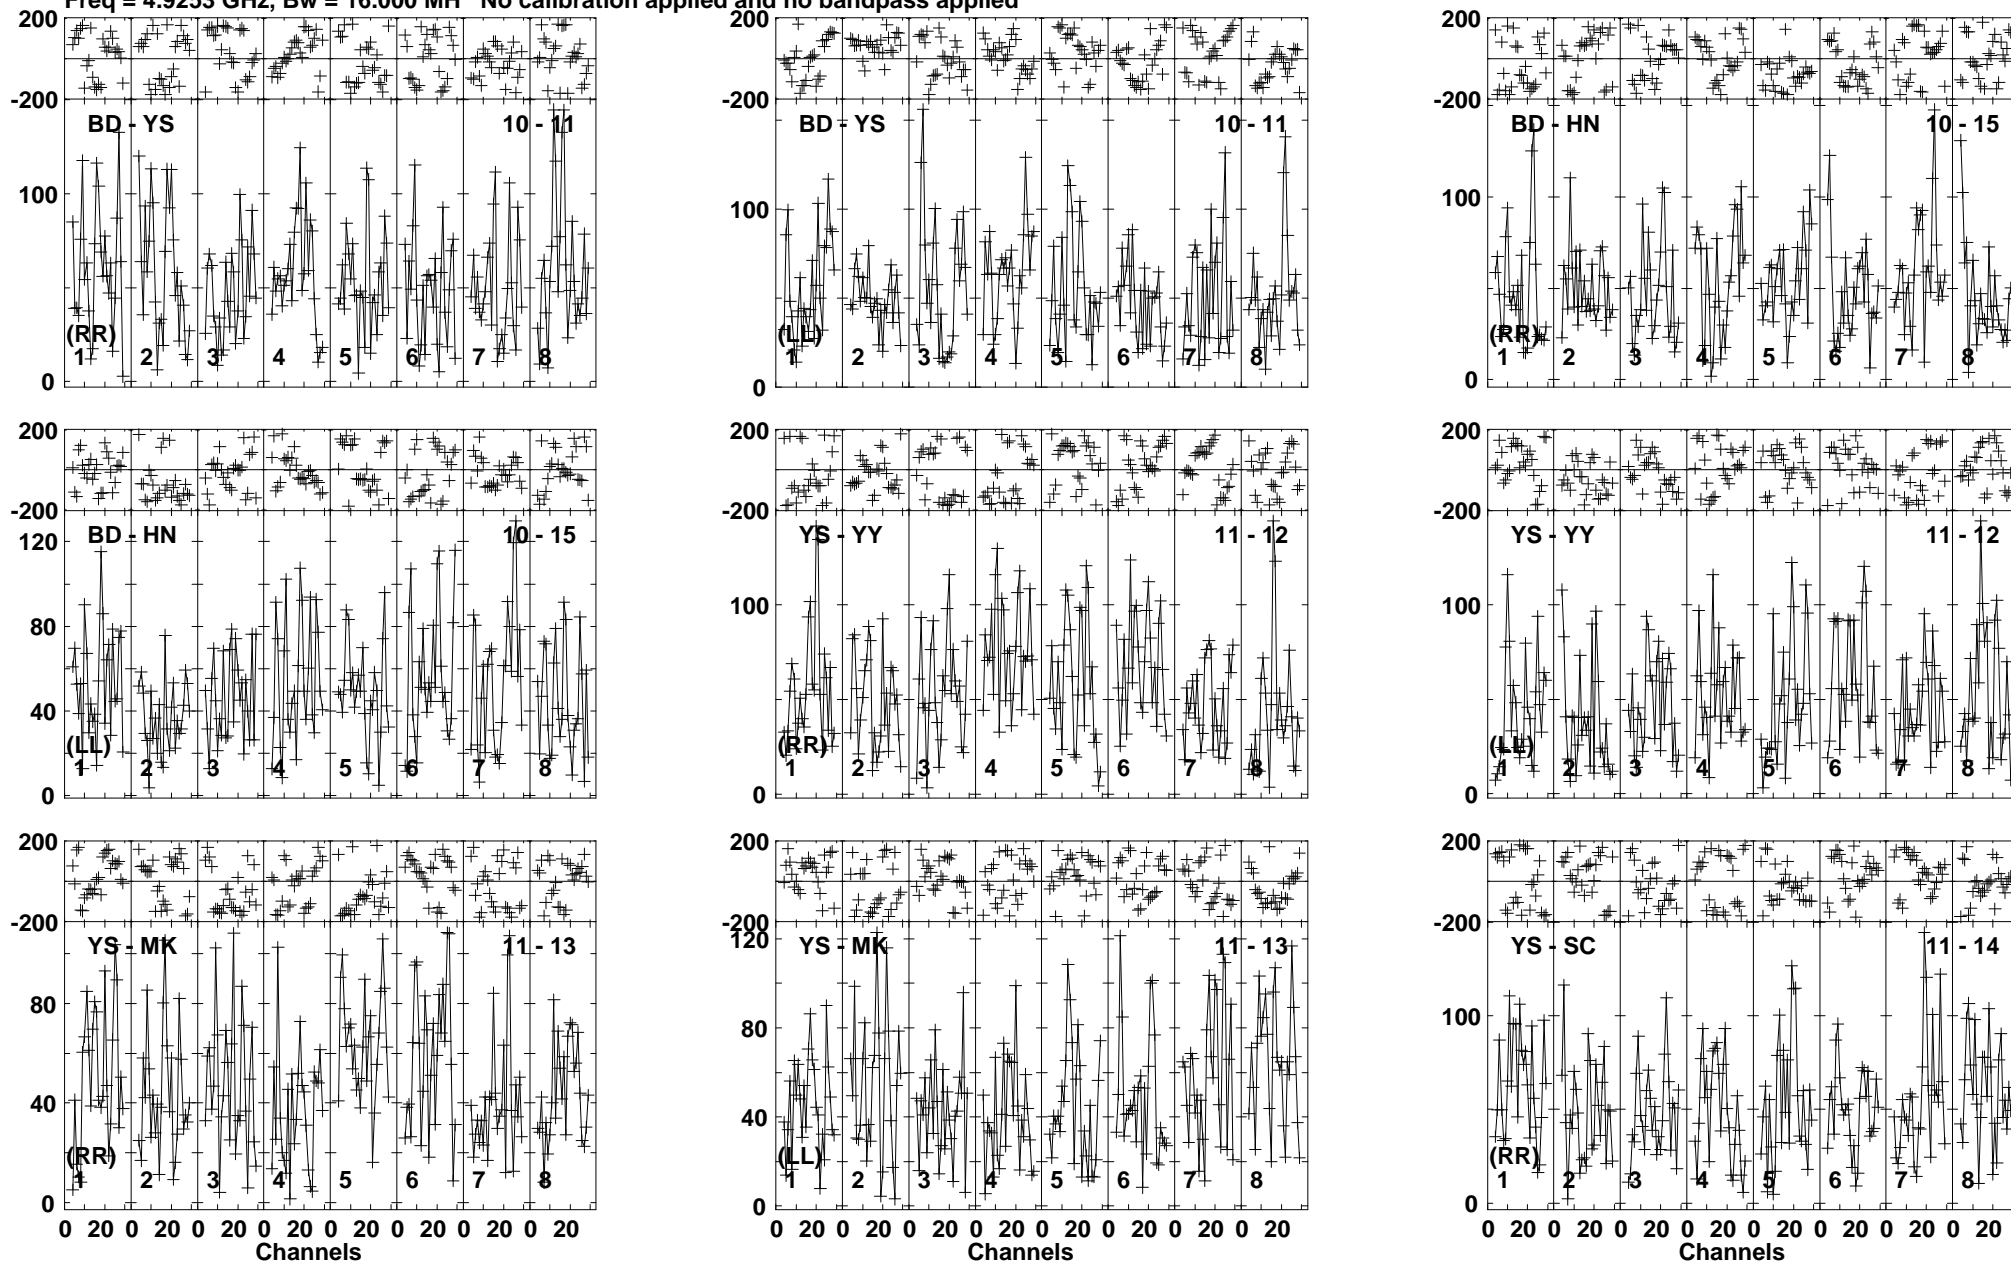 Freq = 4.9253 GHz, Bw = 16.000 MH No calibration applied and no bandpass applied
200
-200
BD - YS 10 - 11
100
(RR)
1 2 3 4 5 6 7 8
0
200
-200
BD - YS 10 - 11
100
(LL)
1 2 3 4 5 6 7 8
0
200
-200
BD - HN 10 - 15
100
(RR)
1 2 3 4 5 6 7 8
0
200
-200
120
BD - HN 10 - 15
80
40
(LL)
1 2 3 4 5 6 7 8
0
200
-200
YS - YY 11 - 12
100
(RR)
1 2 3 4 5 6 7 8
0
200
-200
YS - YY 11 - 12
100
(LL)
1 2 3 4 5 6 7 8
0
200
-200
YS - MK 11 - 13
80
40
(RR)
1 2 3 4 5 6 7 8
0
0 20 0 20 0 20 0 20 0 20 0 20 0 20 0 20
Channels
200
-200
120
YS - MK 11 - 13
80
40
(LL)
1 2 3 4 5 6 7 8
0
0 20 0 20 0 20 0 20 0 20 0 20 0 20 0 20
200
-200
YS - SC 11 - 14
100
(RR)
1 2 3 4 5 6 7 8
0
0 20 0 20 0 20 0 20 0 20 0 20 0 20 0 20
Channels